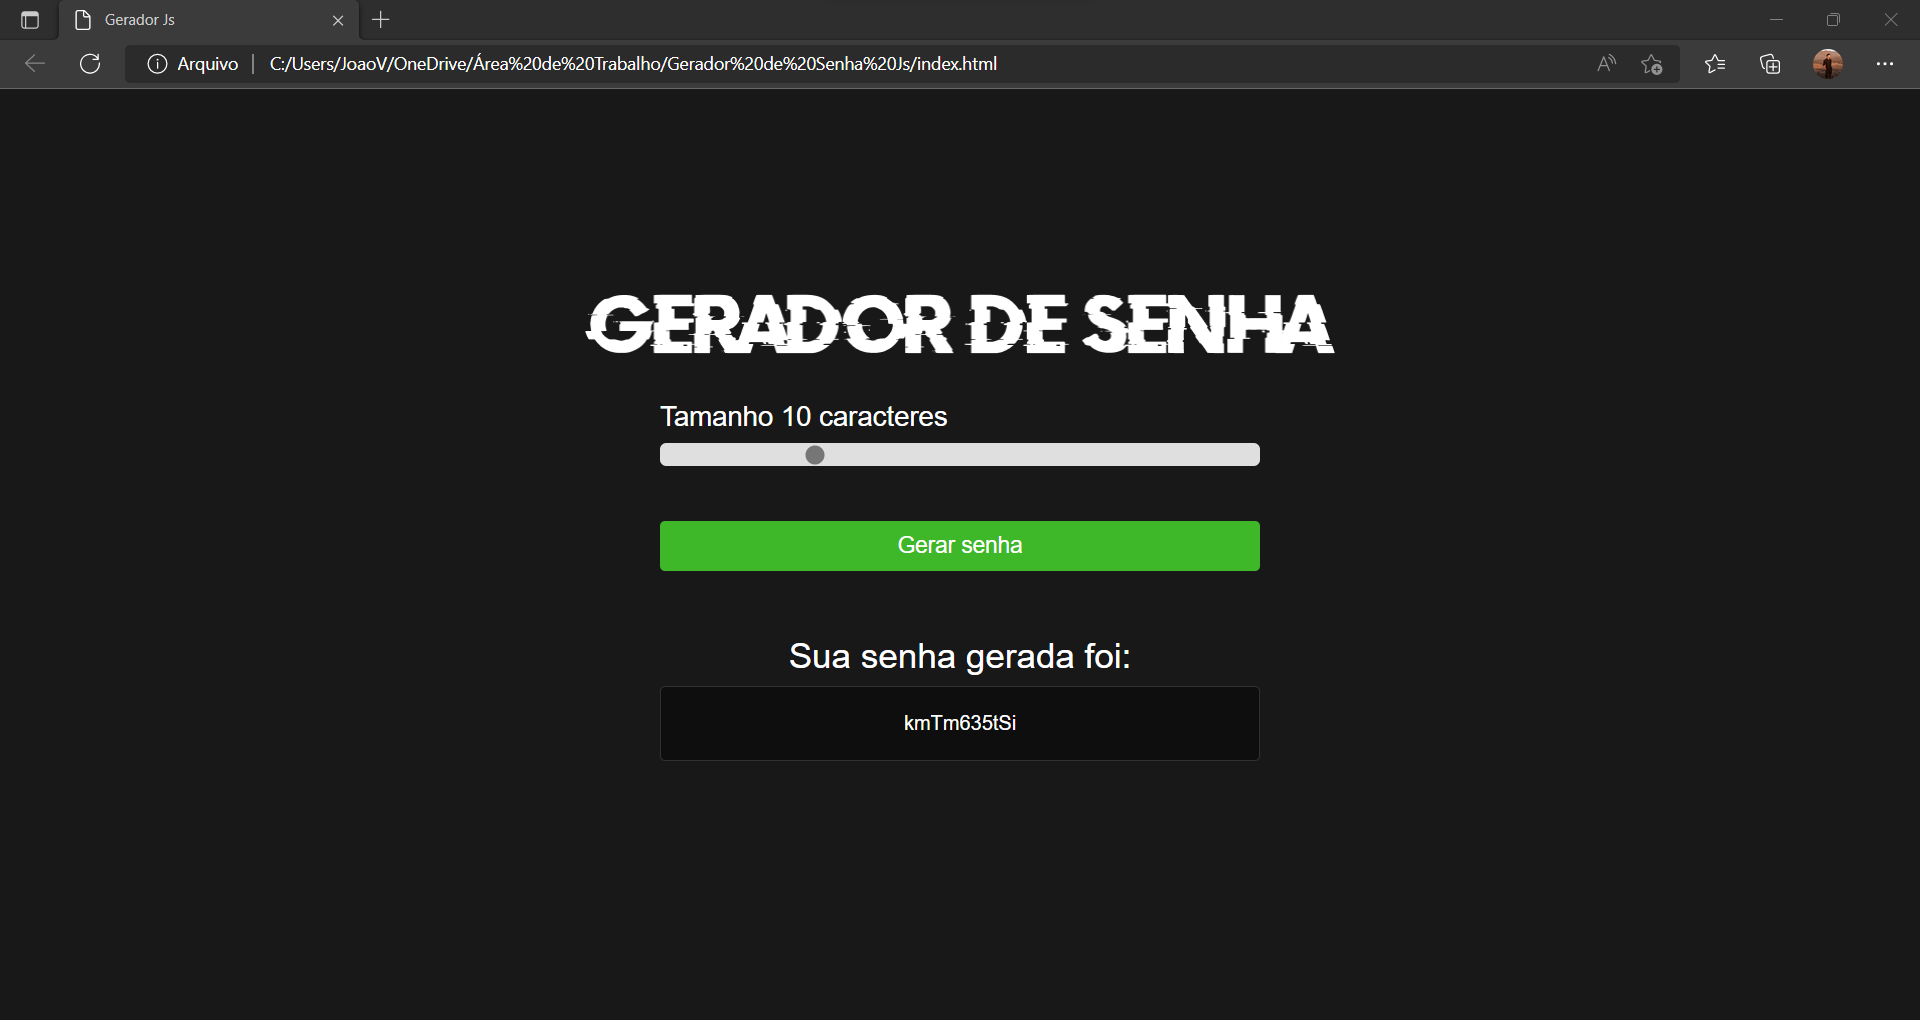 Gerador Js
Arquivo
C:/Users/JoaoV/OneDrive/Área%20de%20Trabalho/Gerador%20de%20Senha%20Js/index.html
GERADOR DE SENHA
Tamanho 10 caracteres
Gerar senha
Sua senha gerada foi:
kmTm635tSi